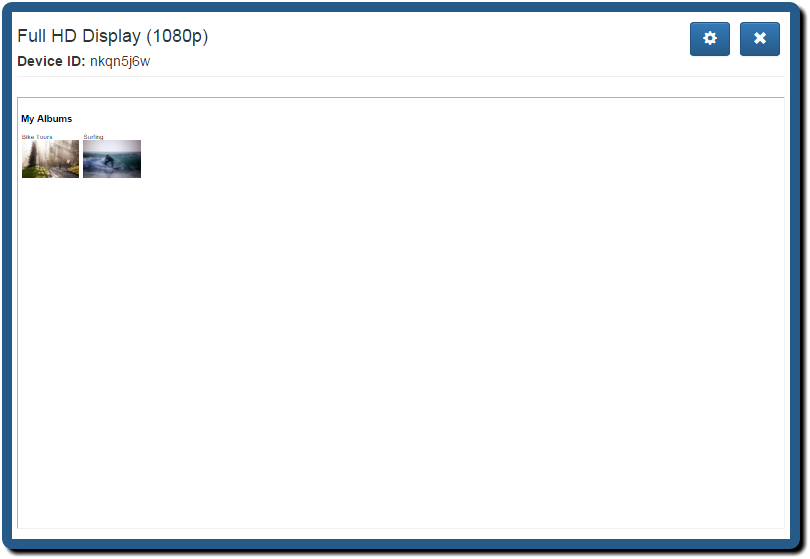 Full HD Display (1080p)
Device ID: nkqn5j6w
My Albums
Bike Tours
Surfing